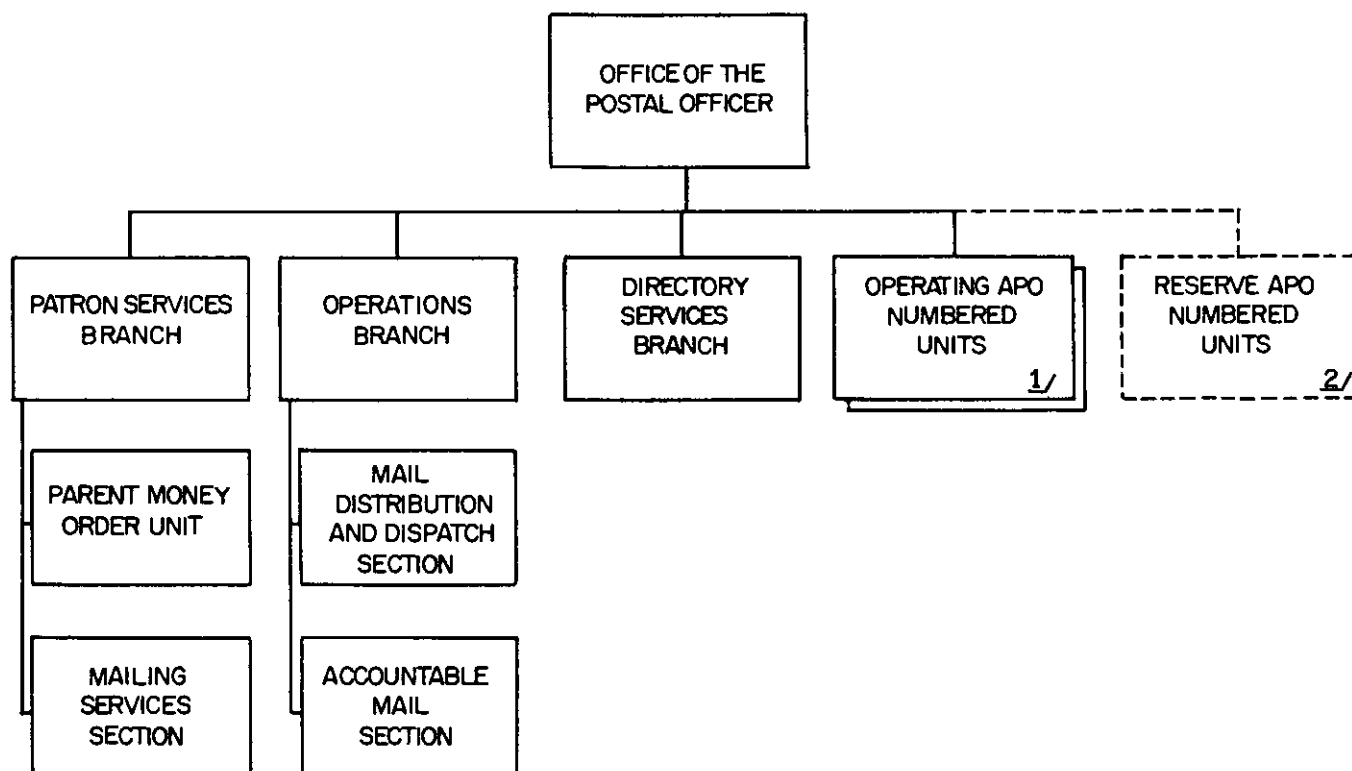 OFFICE OF THE
POSTAL OFFICER
PATRON SERVICES
BRANCH
OPERATIONS
BRANCH
DIRECTORY
SERVICES
BRANCH
OPERATING APO
NUMBERED
UNITS
1/
RESERVE APO
NUMBERED
UNITS
2/
PARENT MONEY
ORDER UNIT
MAIL
DISTRIBUTION
AND DISPATCH
SECTION
MAILING
SERVICES
SECTION
ACCOUNTABLE
MAIL
SECTION